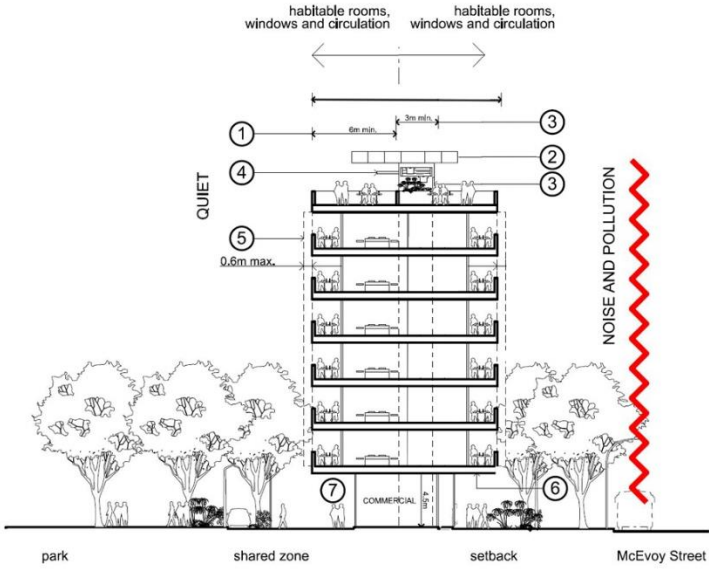 habitable rooms,
windows and circulation
habitable rooms,
windows and circulation
3m min.
3
1
6m min.
2
4
3
QUIET
NOISE AND POLLUTION
5
0.6m max.
7
COMMERCIAL
4.5m
6
park
shared zone
setback
McEvoy Street